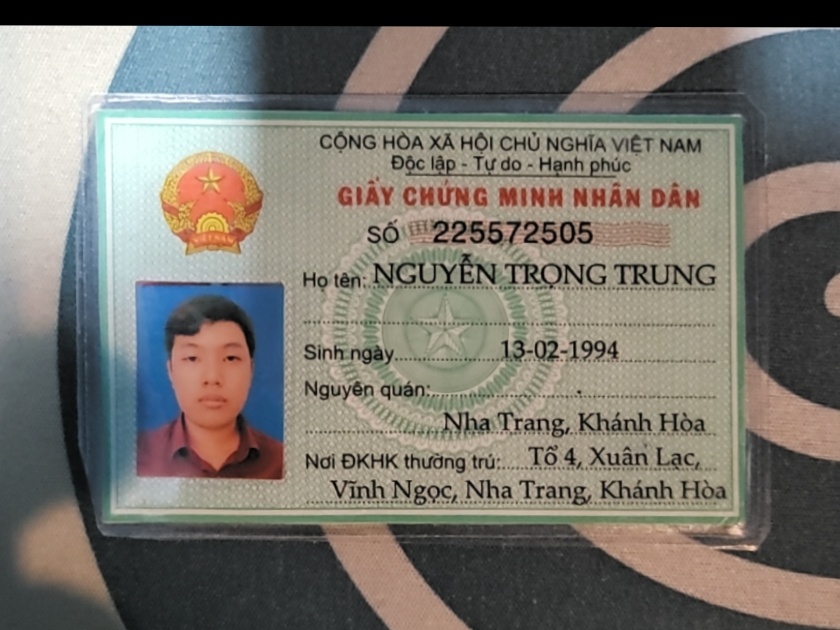 CỘNG HÒA XÃ HỘI CHỦ NGHĨA VIỆT NAM
Độc lập - Tự do - Hạnh phúc
GIẤY CHỨNG MINH NHÂN DÂN
SỐ 225572505
Họ tên: NGUYỄN TRỌNG TRUNG
Sinh ngày 13-02-1994
Nguyên quán:
Nha Trang, Khánh Hòa
Nơi ĐKHK thường trú: Tổ 4, Xuân Lạc,
Vĩnh Ngọc, Nha Trang, Khánh Hòa
VIỆT NAM